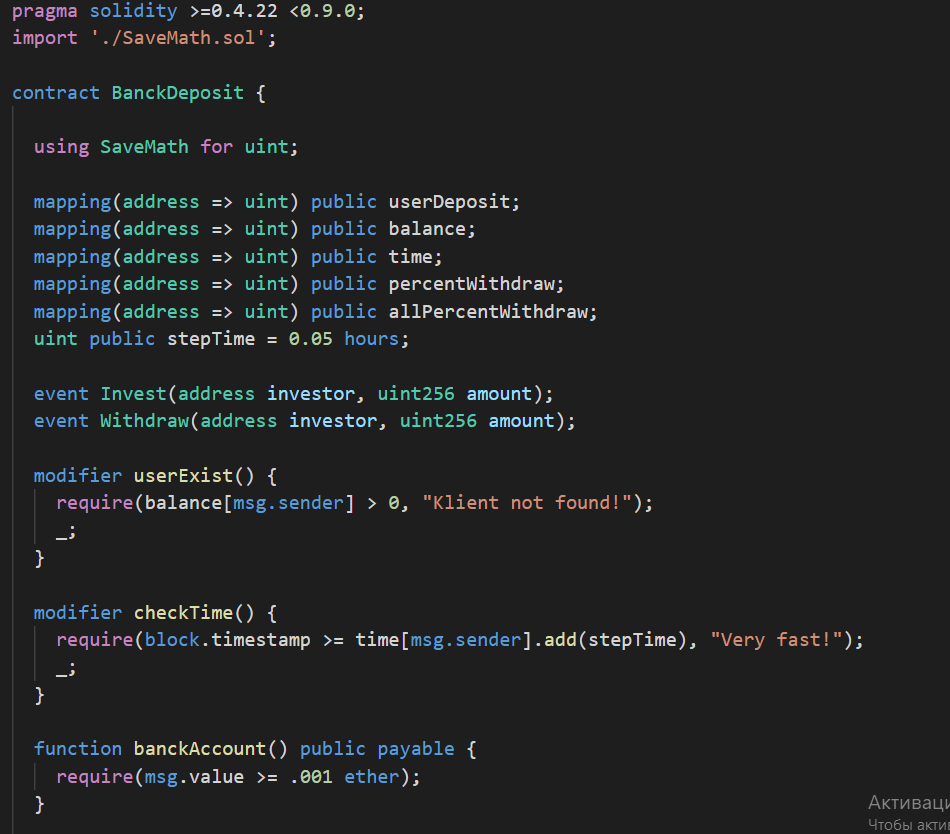 pragma solidity >=0.4.22 <0.9.0;
import './SaveMath.sol';
contract BanckDeposit {
using SaveMath for uint;
mapping(address => uint) public userDeposit;
mapping(address => uint) public balance;
mapping(address => uint) public time;
mapping(address => uint) public percentWithdraw;
mapping(address => uint) public allPercentWithdraw;
uint public stepTime = 0.05 hours;
event Invest(address investor, uint256 amount);
event Withdraw(address investor, uint256 amount);
modifier userExist() {
require(balance[msg.sender] > 0, "Klient not found!");
_;
}
modifier checkTime() {
require(block.timestamp >= time[msg.sender].add(stepTime), "Very fast!");
_;
}
function banckAccount() public payable {
require(msg.value >= .001 ether);
}
Активаци
Чтобы акти